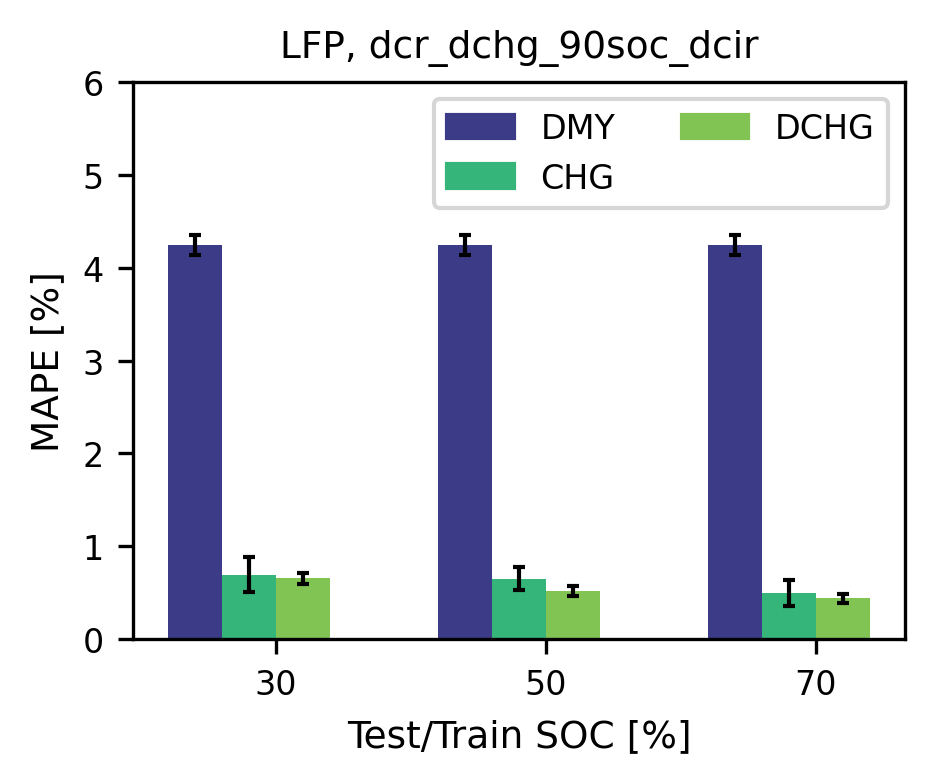 LFP, dcr_dchg_90soc_dcir
6
5
4
3
2
1
0
MAPE [%]
DMY
CHG
DCHG
30 50 70
Test/Train SOC [%]